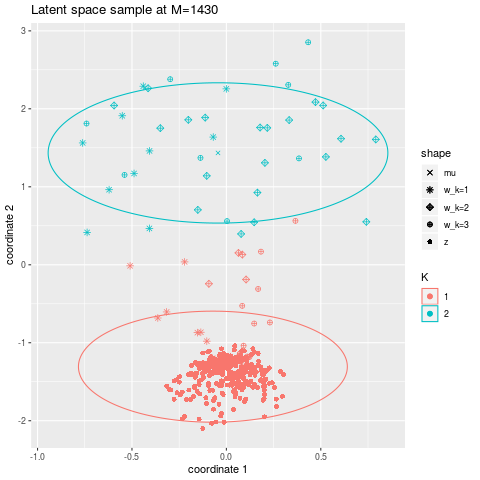 Latent space sample at M=1430
3
2
1
0
-1
-2
coordinate 2
-1.0
-0.5
0.0
0.5
coordinate 1
shape
mu
w_k=1
w_k=2
w_k=3
z
K
1
2